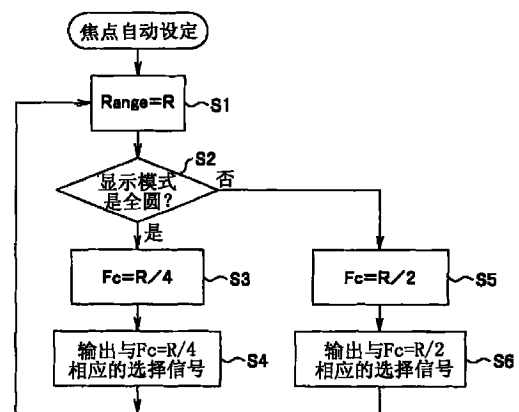 焦点自动设定
Range=R
S1
S2
显示模式
是全圆？
否
是
Fc=R/4
S3
Fc=R/2
S5
输出与Fc=R/4
相应的选择信号
S4
输出与Fc=R/2
相应的选择信号
S6